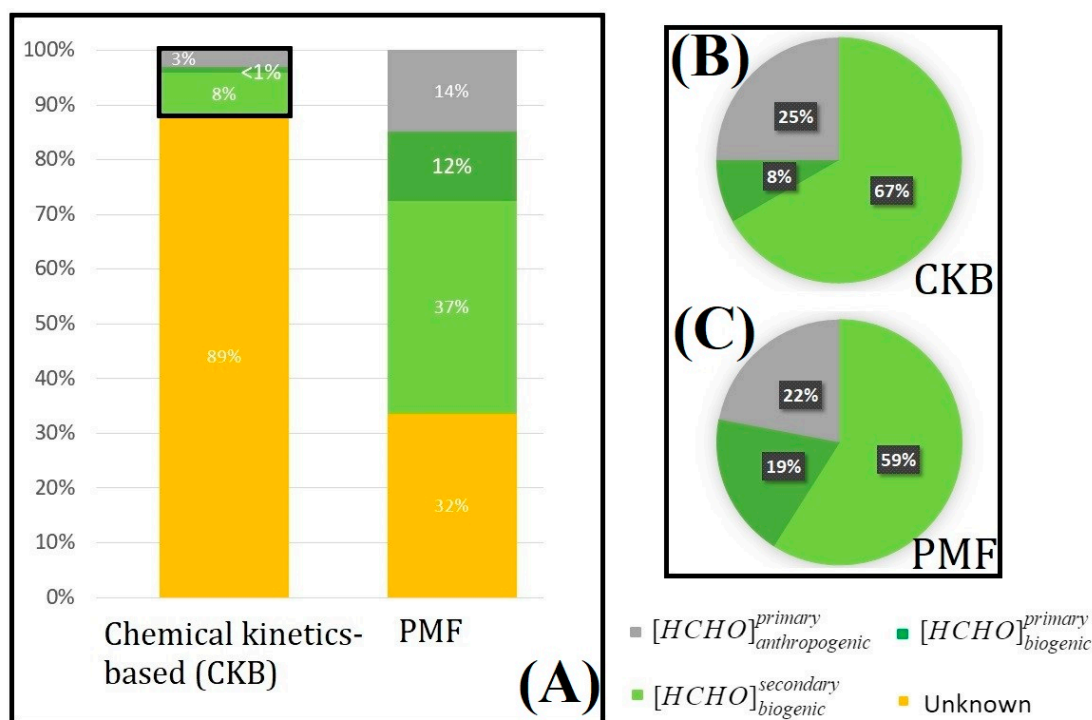 100%
90%
80%
70%
60%
50%
40%
30%
20%
10%
0%
3%
<1%
8%
89%
14%
12%
37%
32%
Chemical kinetics-
based (CKB)
PMF
(A)
(B)
25%
8%
67%
CKB
(C)
22%
19%
59%
PMF
[HCHO]primary anthropogenic
[HCHO]primary biogenic
[HCHO]secondary biogenic
Unknown